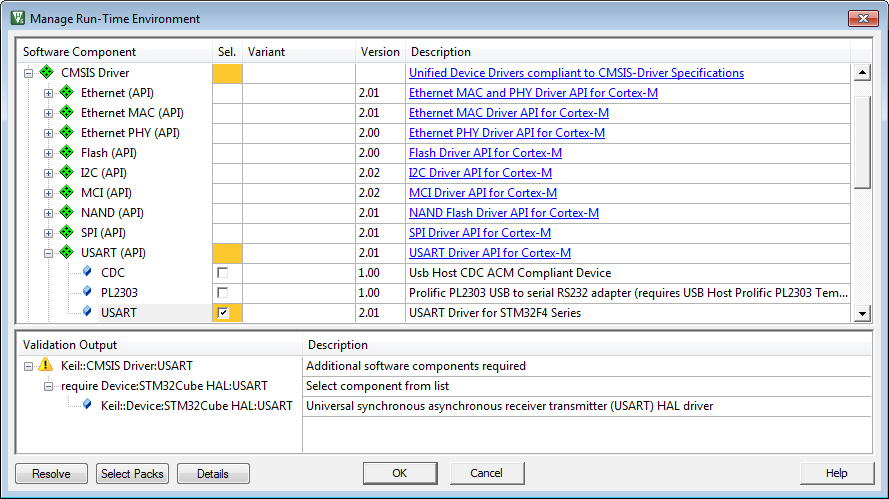 Manage Run-Time Environment
Software Component Sel. Variant Version Description
CMSIS Driver Unified Device Drivers compliant to CMSIS-Driver Specifications
Ethernet (API) 2.01 Ethernet MAC and PHY Driver API for Cortex-M
Ethernet MAC (API) 2.01 Ethernet MAC Driver API for Cortex-M
Ethernet PHY (API) 2.00 Ethernet PHY Driver API for Cortex-M
Flash (API) 2.00 Flash Driver API for Cortex-M
I2C (API) 2.02 I2C Driver API for Cortex-M
MCI (API) 2.02 MCI Driver API for Cortex-M
NAND (API) 2.01 NAND Flash Driver API for Cortex-M
SPI (API) 2.01 SPI Driver API for Cortex-M
USART (API) 2.01 USART Driver API for Cortex-M
CDC 1.00 Usb Host CDC ACM Compliant Device
PL2303 1.00 Prolific PL2303 USB to serial RS232 adapter (requires USB Host Prolific PL2303 Tem...
USART 2.01 USART Driver for STM32F4 Series
Validation Output Description
Keil::CMSIS Driver:USART Additional software components required
require Device:STM32Cube HAL:USART Select component from list
Keil::Device:STM32Cube HAL:USART Universal synchronous asynchronous receiver transmitter (USART) HAL driver
Resolve Select Packs Details OK Cancel Help